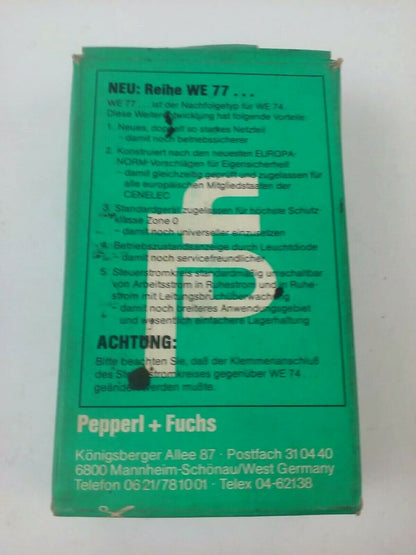 NEU: Reihe WE 77 . . .
WE 77 . . . ist der Nachfolgetyp für WE 74
Diese Weiterentwicklung hat folgende Vorteile:
1. Neues, doppelt so starkes Netzteil
– damit noch betriebssicherer
2. Konstruiert nach den neuesten EUROPA-
NORM-Vorschlägen für Eigensicherheit
– damit gleichzeitig geprüft und zugelassen für
alle europäischen Mitgliedstaaten der
CENELEC
3. Standardgerät zugelassen für höchste Schutz-
klasse Zone 0
– damit noch universeller einzusetzen
4. Betriebszustandsanzeige durch Leuchtdiode
– damit noch servicefreundlicher
5. Steuerstromkreis standardmäßig umschaltbar
von Arbeitsstrom in Ruhestrom und in Ruhe-
strom mit Leitungsbruchüberwachung
– damit noch breiteres Anwendungsgebiet
und wesentlich einfachere Lagerhaltung
ACHTUNG:
Bitte beachten Sie, daß der Klemmenanschluß
des Steuerstromkreises gegenüber WE 74
geändert werden mußte.
Pepperl + Fuchs
Königsberger Allee 87 · Postfach 31 04 40
6800 Mannheim-Schönau/West Germany
Telefon 06 21/78 10 01 · Telex 04-62138